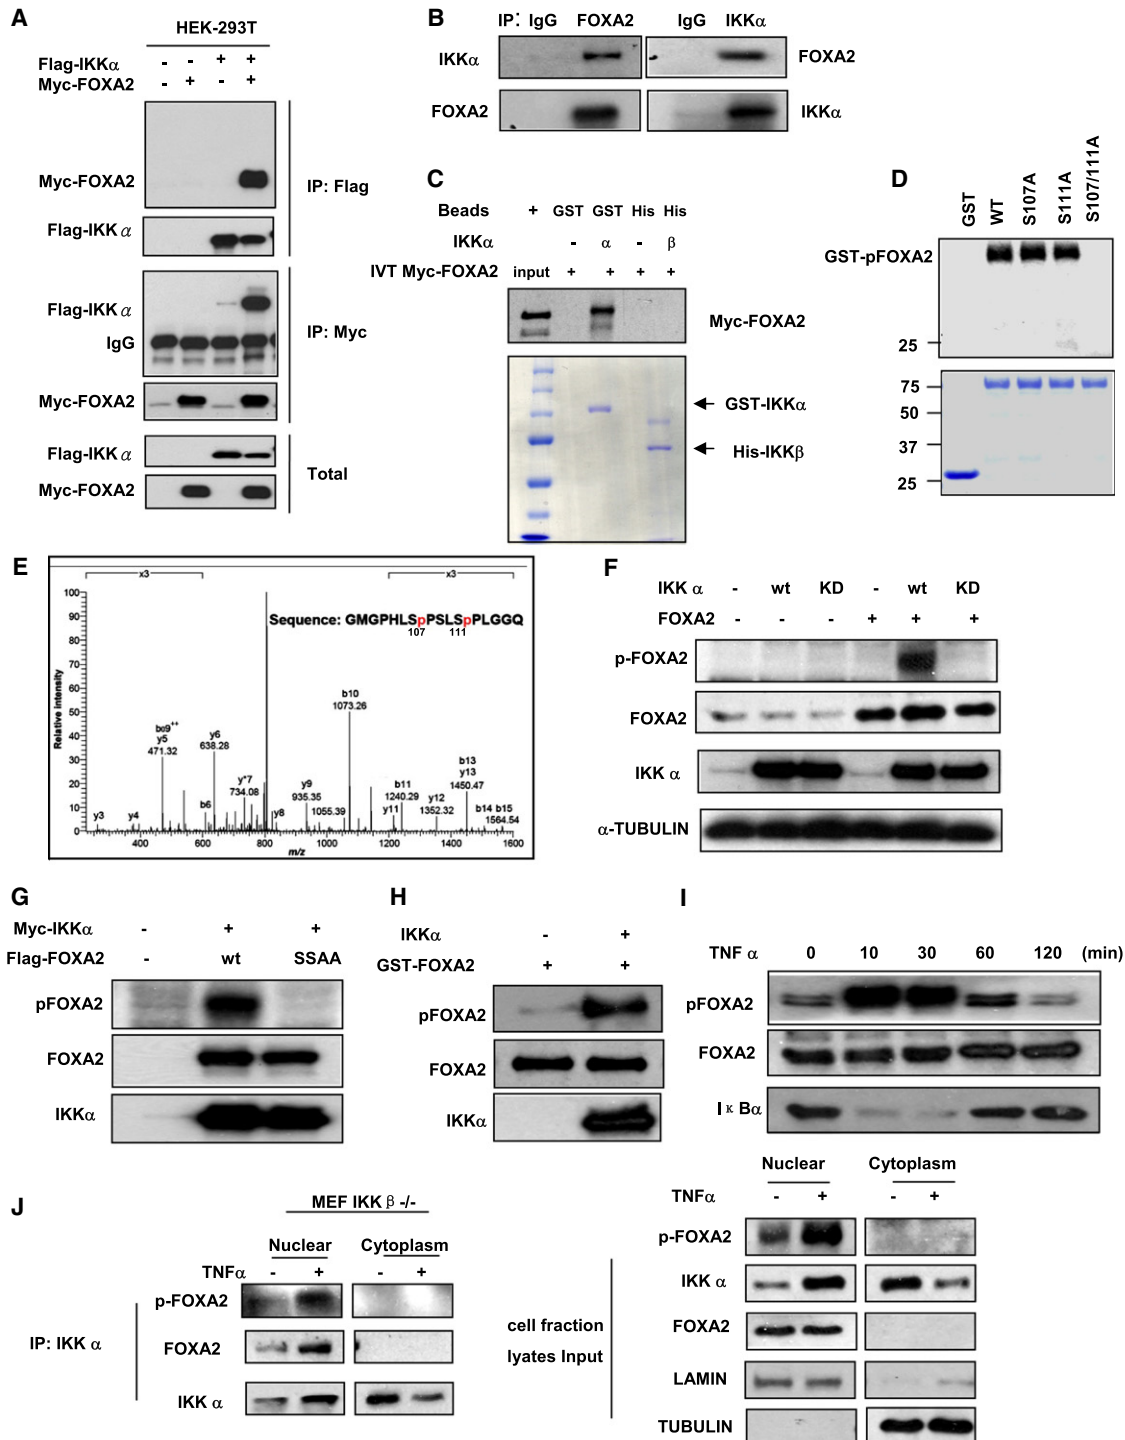 A
HEK-293T
Flag-IKKα - - + +
Myc-FOXA2 - + - +
Myc-FOXA2
IP: Flag
Flag-IKK α
Flag-IKK α
IgG
IP: Myc
Myc-FOXA2
Flag-IKK α
Total
Myc-FOXA2
B
IP: IgG FOXA2 IgG IKKα
IKKα FOXA2
FOXA2 IKKα
C
Beads + GST GST His His
IKKα - α - β
IVT Myc-FOXA2 input + + + +
Myc-FOXA2
GST-IKKα
His-IKKβ
D
GST WT S107A S111A S107/111A
GST-pFOXA2
25
75
50
37
25
E
x3 x3
Sequence: GMGPHLSpPSLSpPLGGQ
107 111
Relative intensity
100
80
70
60
50
40
30
20
10
0
y3
y4
bo9++
y5
471.32
b6
y6
638.28
y*7
734.08
y8
y9
935.35
1055.39
b10
1073.26
y11
b11
1240.29
y12
1352.32
b13
y13
1450.47
b14 b15
1564.54
400 600 800 1000 1200 1400 1600
m/z
F
IKK α - wt KD - wt KD
FOXA2 - - - + + +
p-FOXA2
FOXA2
IKK α
α-TUBULIN
G
Myc-IKKα - + +
Flag-FOXA2 - wt SSAA
pFOXA2
FOXA2
IKKα
H
IKKα - +
GST-FOXA2 + +
pFOXA2
FOXA2
IKKα
I
TNF α 0 10 30 60 120 (min)
pFOXA2
FOXA2
IκBα
J
MEF IKK β -/-
Nuclear Cytoplasm
TNFα - + - +
p-FOXA2
IP: IKK α
FOXA2
IKK α
Nuclear Cytoplasm
TNFα - + - +
p-FOXA2
IKK α
cell fraction
lyates Input
FOXA2
LAMIN
TUBULIN